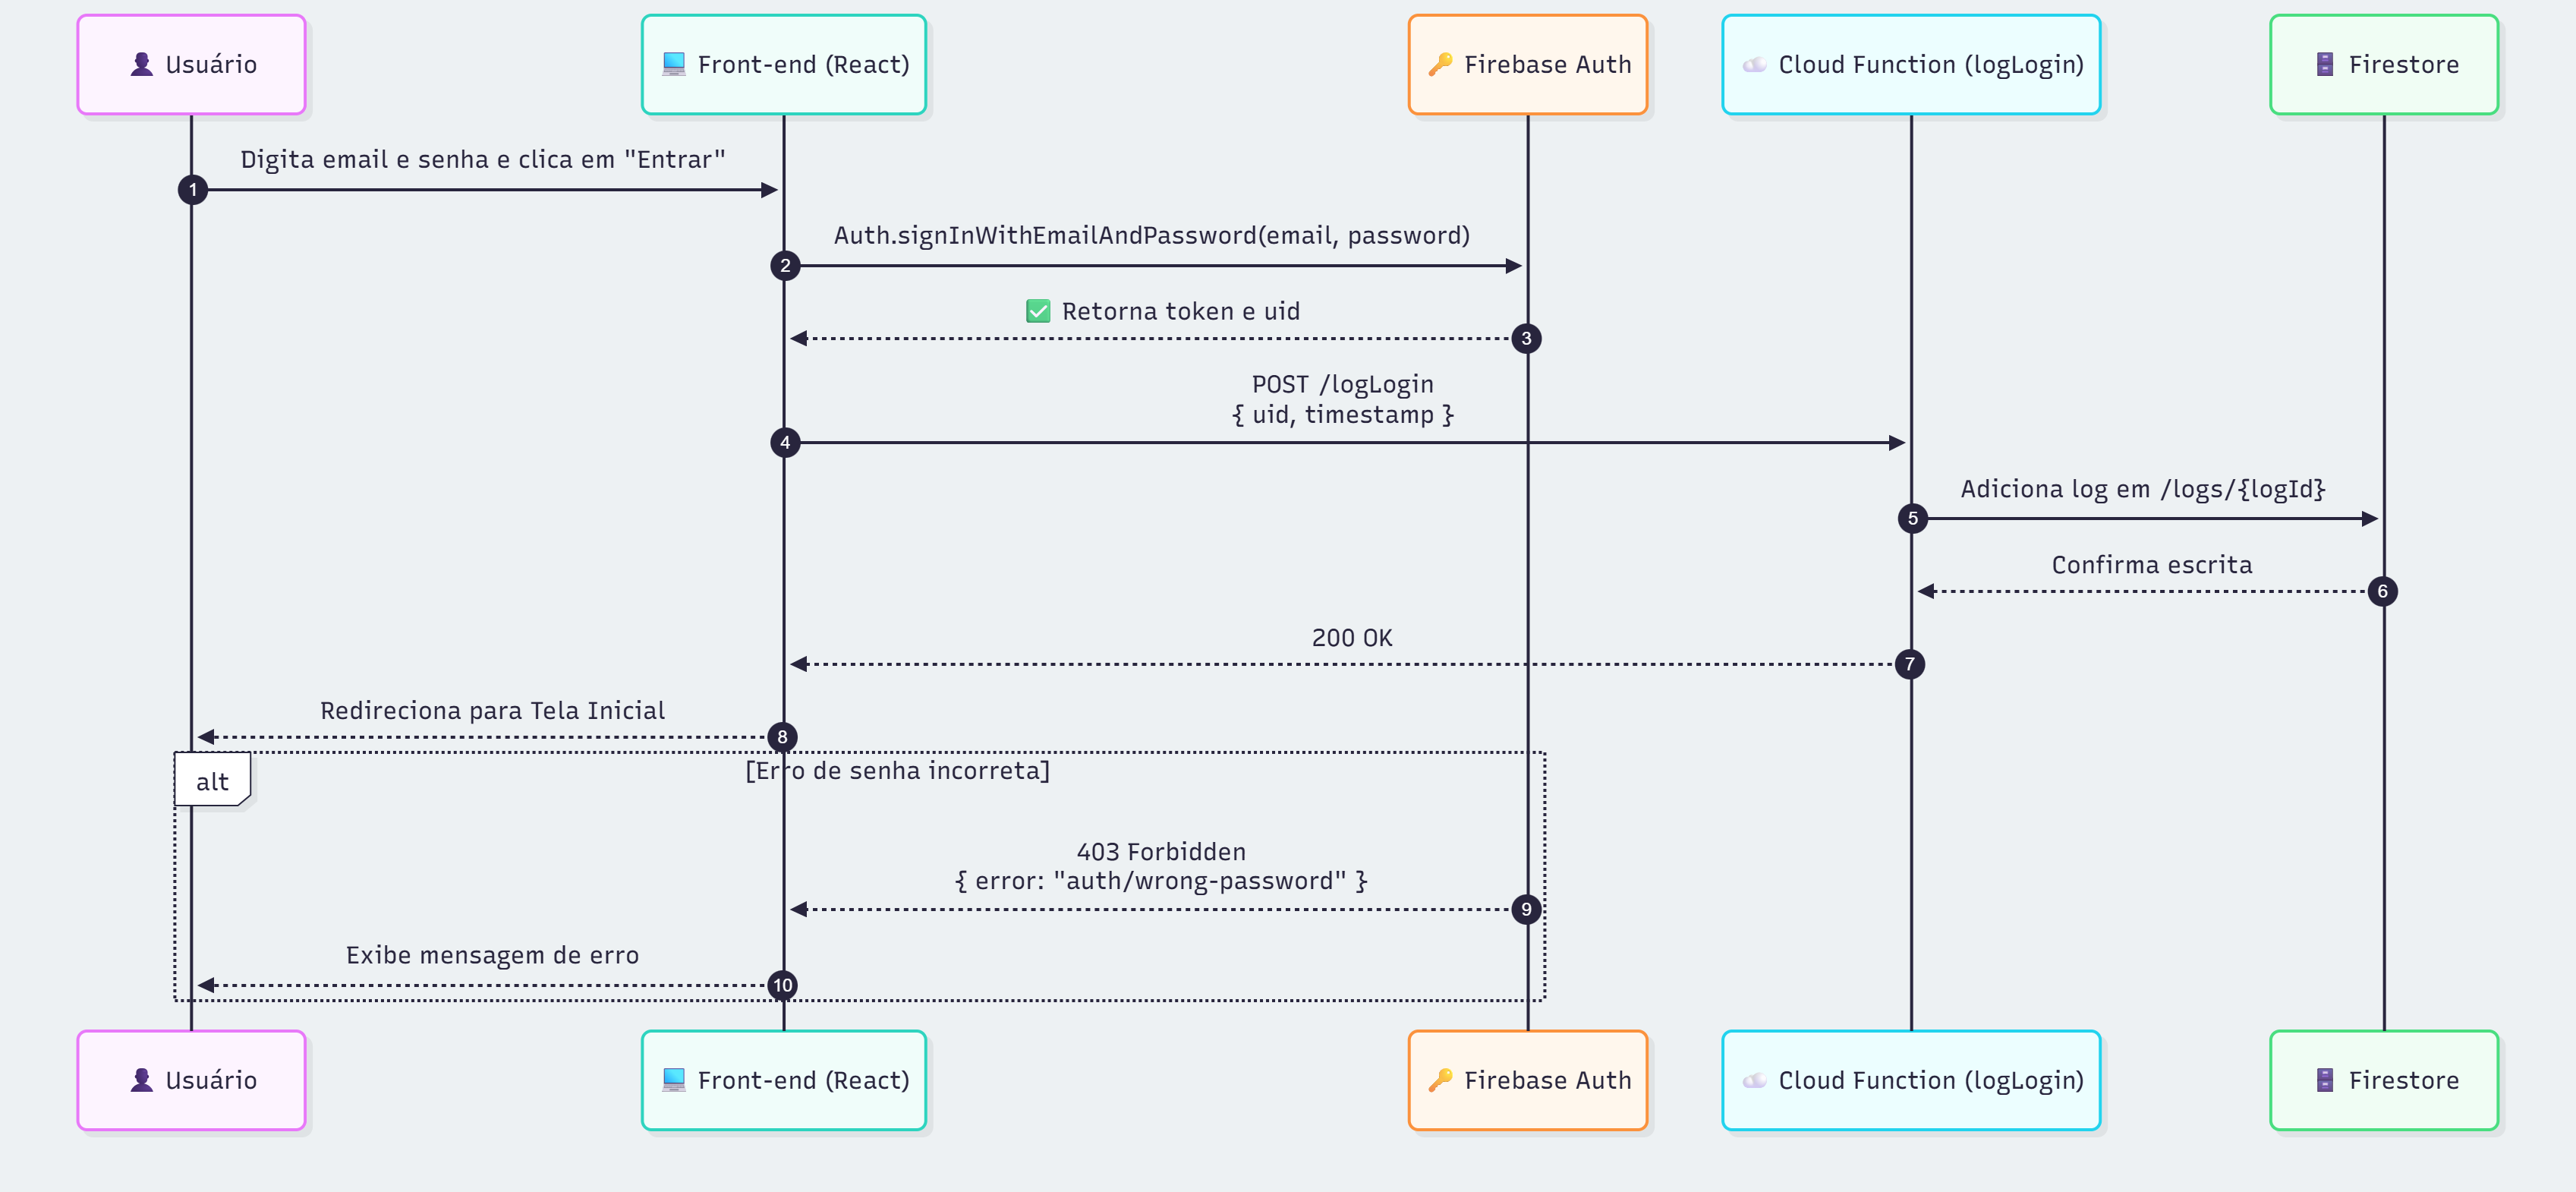 Usuário
Front-end (React)
Firebase Auth
Cloud Function (logLogin)
Firestore
Digita email e senha e clica em "Entrar"
1
Auth.signInWithEmailAndPassword(email, password)
2
Retorna token e uid
3
POST /logLogin
{ uid, timestamp }
4
Adiciona log em /logs/{logId}
5
Confirma escrita
6
200 OK
7
Redireciona para Tela Inicial
8
alt
[Erro de senha incorreta]
403 Forbidden
{ error: "auth/wrong-password" }
9
Exibe mensagem de erro
10
Usuário
Front-end (React)
Firebase Auth
Cloud Function (logLogin)
Firestore